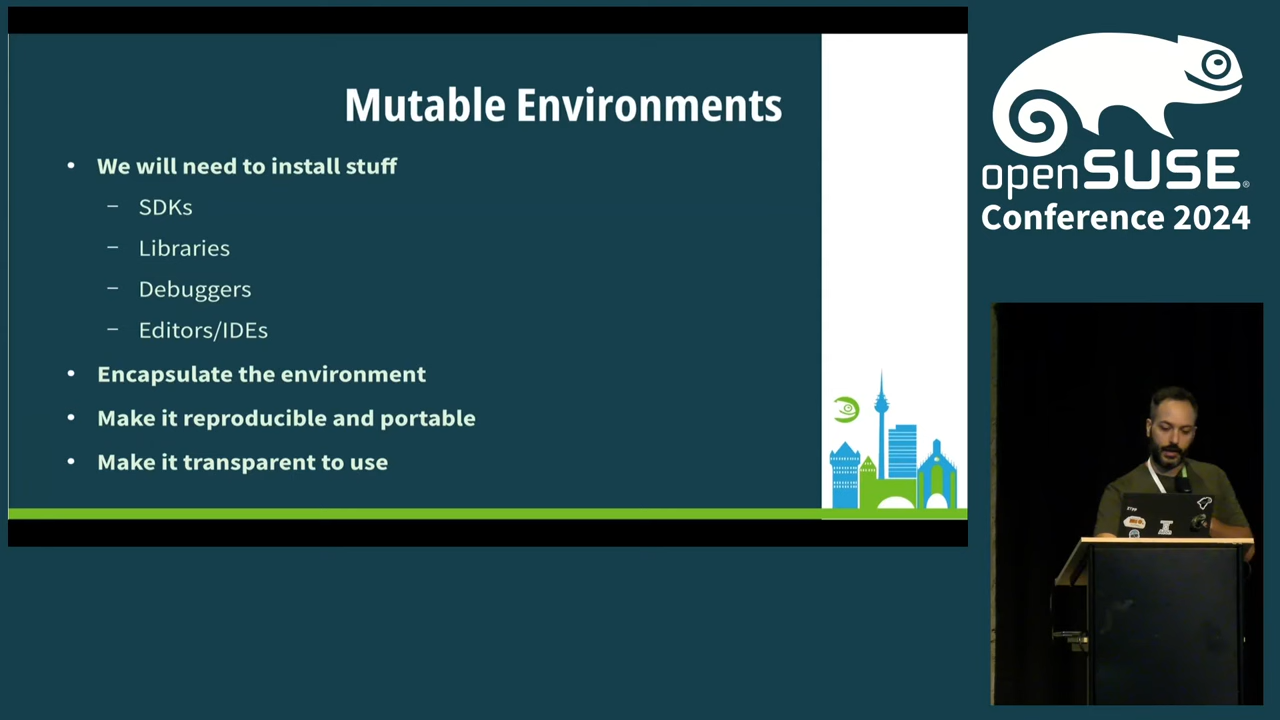 Mutable Environments
• We will need to install stuff
– SDKs
– Libraries
– Debuggers
– Editors/IDEs
• Encapsulate the environment
• Make it reproducible and portable
• Make it transparent to use
openSUSE®
Conference 2024